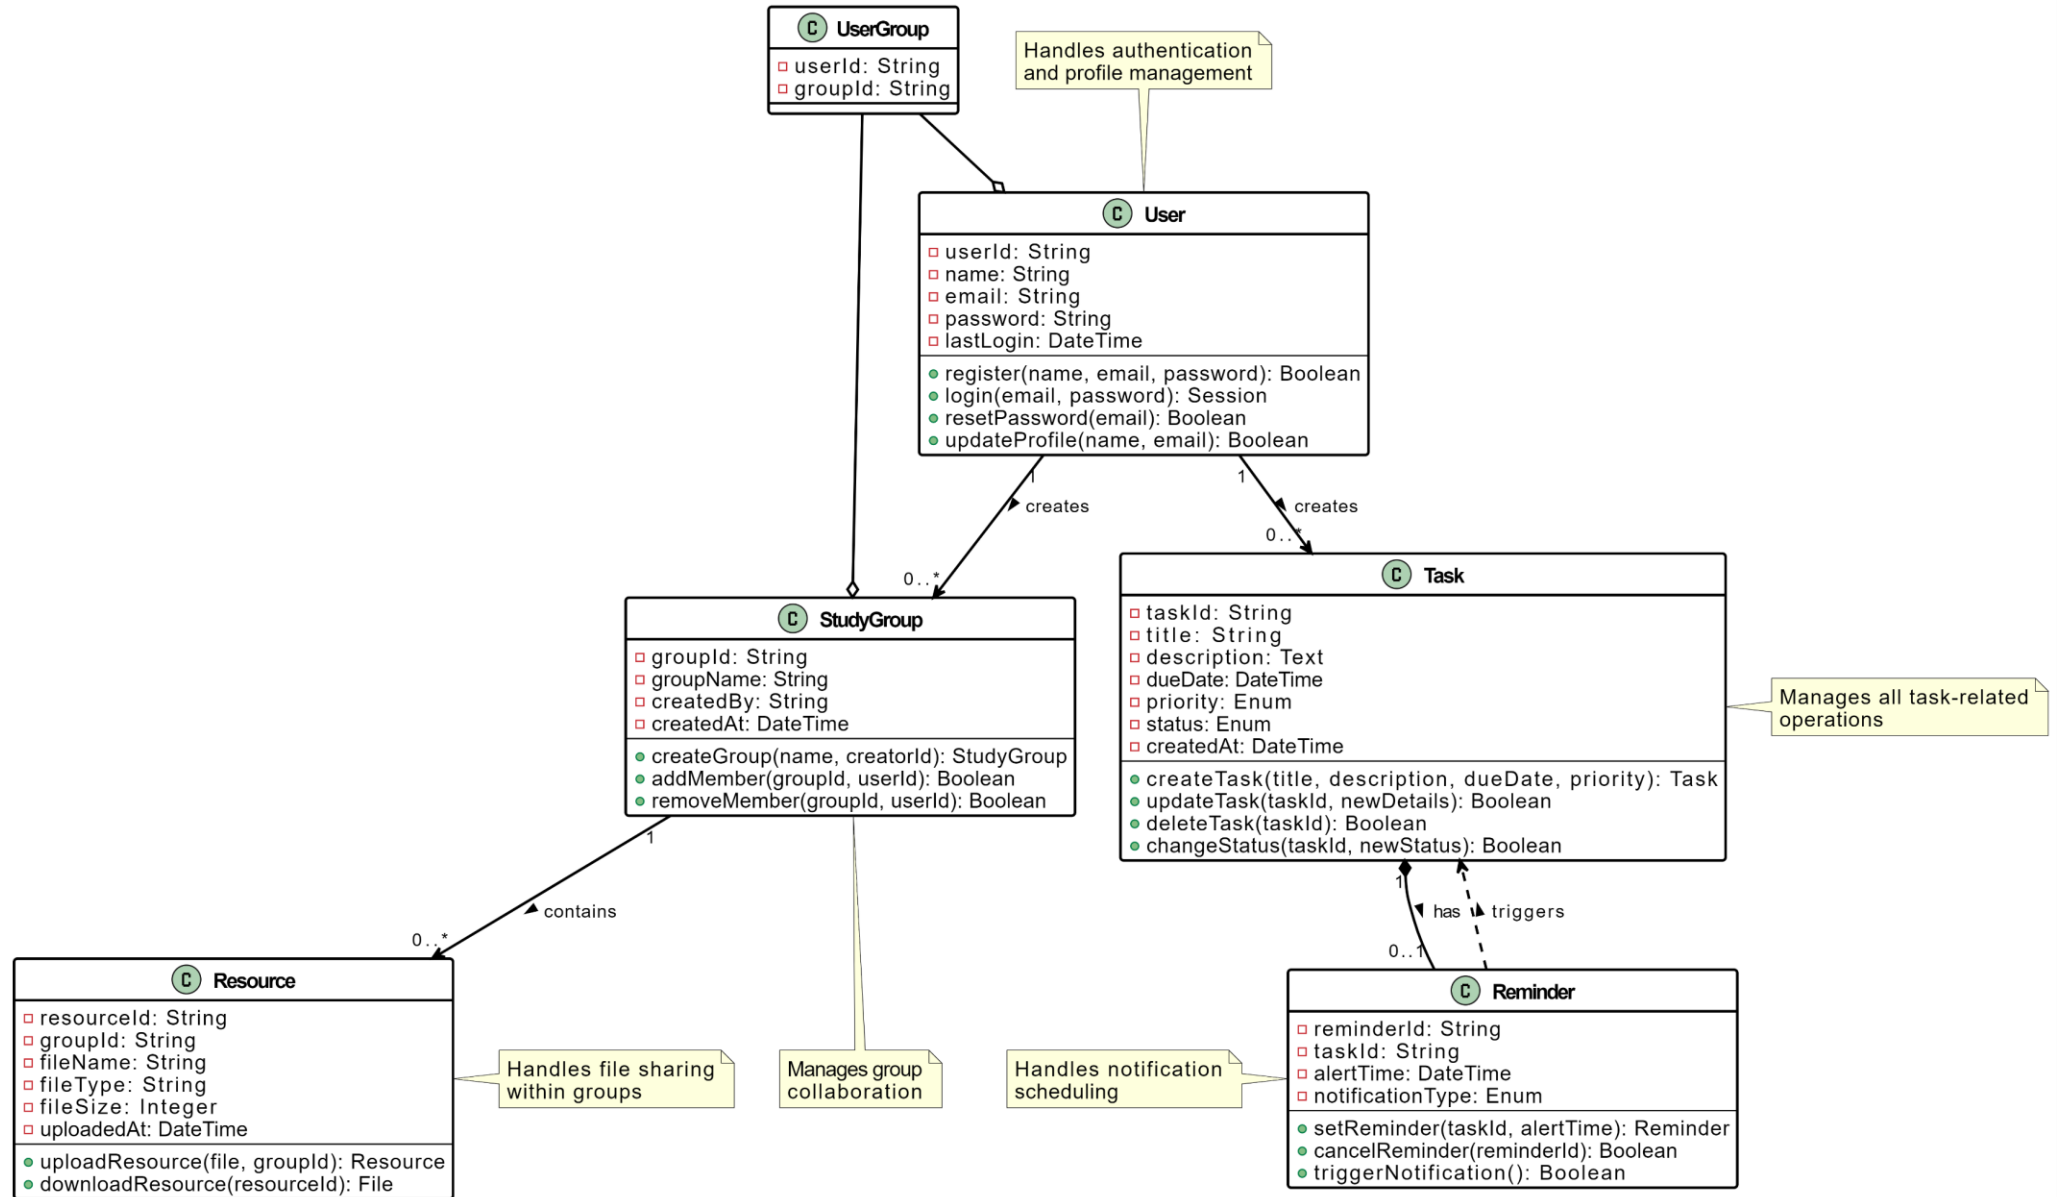 C UserGroup
userId: String
groupId: String
Handles authentication
and profile management
C User
userId: String
name: String
email: String
password: String
lastLogin: DateTime
register(name, email, password): Boolean
login(email, password): Session
resetPassword(email): Boolean
updateProfile(name, email): Boolean
1
creates
0..*
1
creates
0..*
C StudyGroup
groupId: String
groupName: String
createdBy: String
createdAt: DateTime
createGroup(name, creatorId): StudyGroup
addMember(groupId, userId): Boolean
removeMember(groupId, userId): Boolean
C Task
taskId: String
title: String
description: Text
dueDate: DateTime
priority: Enum
status: Enum
createdAt: DateTime
createTask(title, description, dueDate, priority): Task
updateTask(taskId, newDetails): Boolean
deleteTask(taskId): Boolean
changeStatus(taskId, newStatus): Boolean
Manages all task-related
operations
1
contains
0..*
1
has
0..1
triggers
C Resource
resourceId: String
groupId: String
fileName: String
fileType: String
fileSize: Integer
uploadedAt: DateTime
uploadResource(file, groupId): Resource
downloadResource(resourceId): File
Handles file sharing
within groups
Manages group
collaboration
Handles notification
scheduling
C Reminder
reminderId: String
taskId: String
alertTime: DateTime
notificationType: Enum
setReminder(taskId, alertTime): Reminder
cancelReminder(reminderId): Boolean
triggerNotification(): Boolean